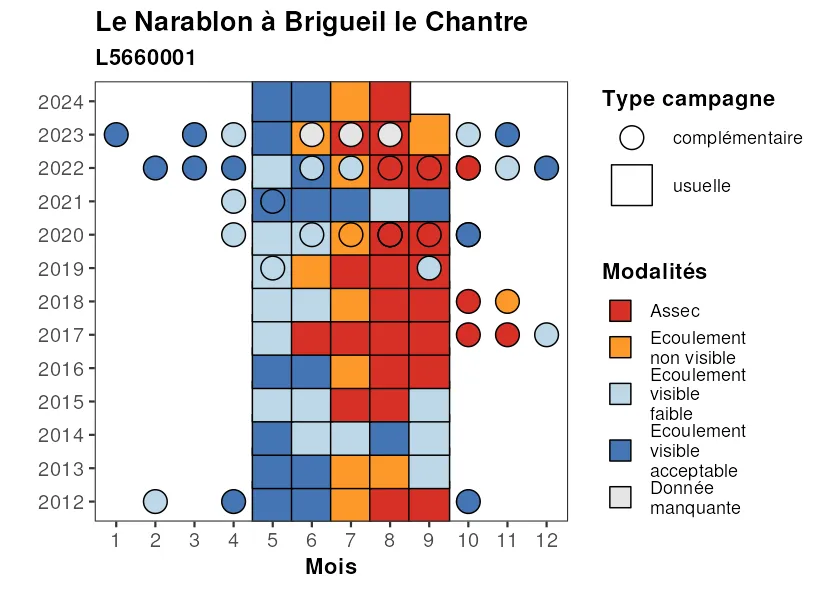 Le Narablon à Brigueil le Chantre
L5660001
2024
2023
2022
2021
2020
2019
2018
2017
2016
2015
2014
2013
2012
1 2 3 4 5 6 7 8 9 10 11 12
Mois
Type campagne
complémentaire
usuelle
Modalités
Assec
Ecoulement
non visible
Ecoulement
visible
faible
Ecoulement
visible
acceptable
Donnée
manquante